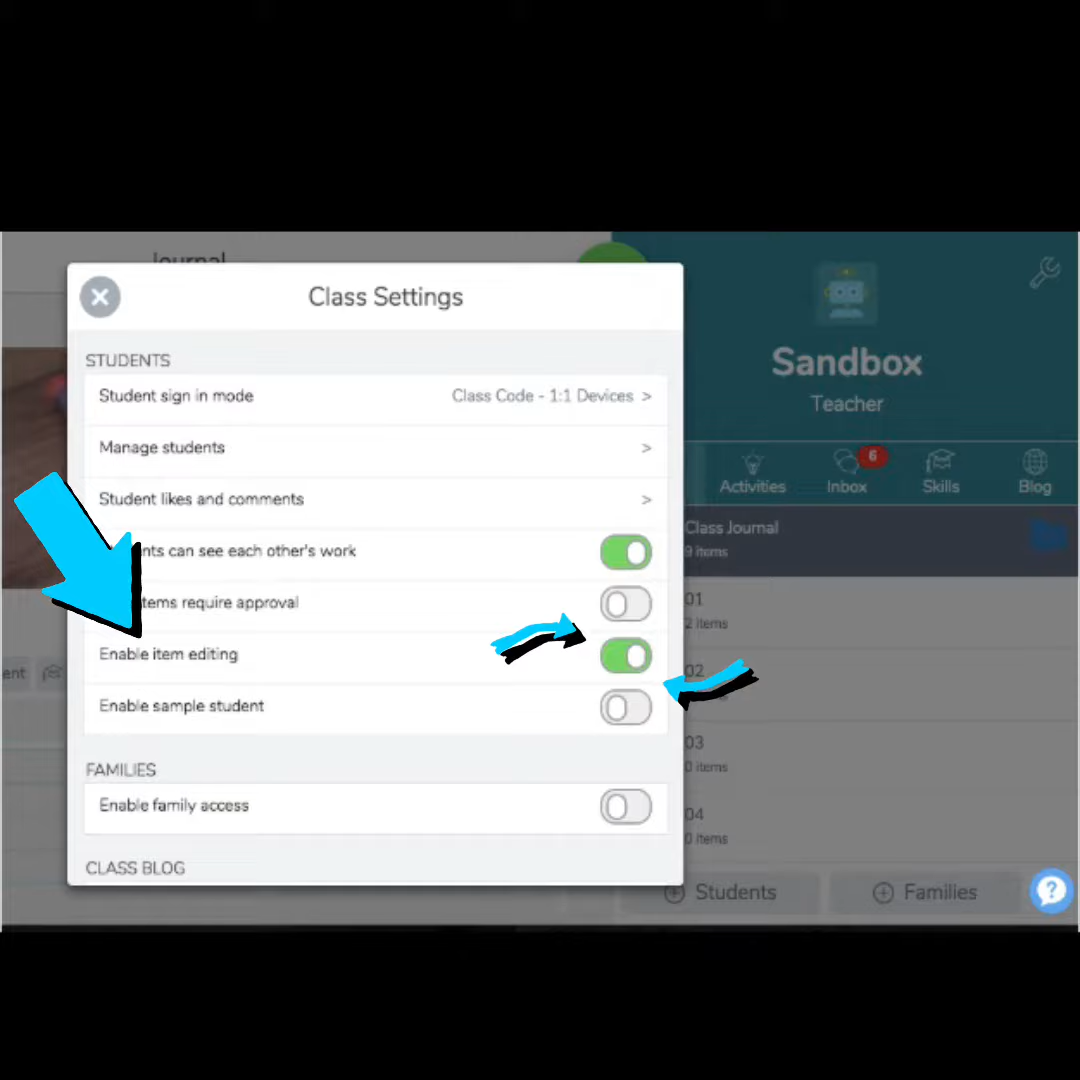 Journal
Class Settings
STUDENTS
Student sign in mode Class Code - 1:1 Devices >
Manage students >
Student likes and comments >
nts can see each other's work
items require approval
Enable item editing
Enable sample student
FAMILIES
Enable family access
CLASS BLOG
ent
Sandbox
Teacher
Activities
Inbox
6
Skills
Blog
Class Journal
9 items
01
2 items
02
03
0 items
04
0 items
Students
Families
?